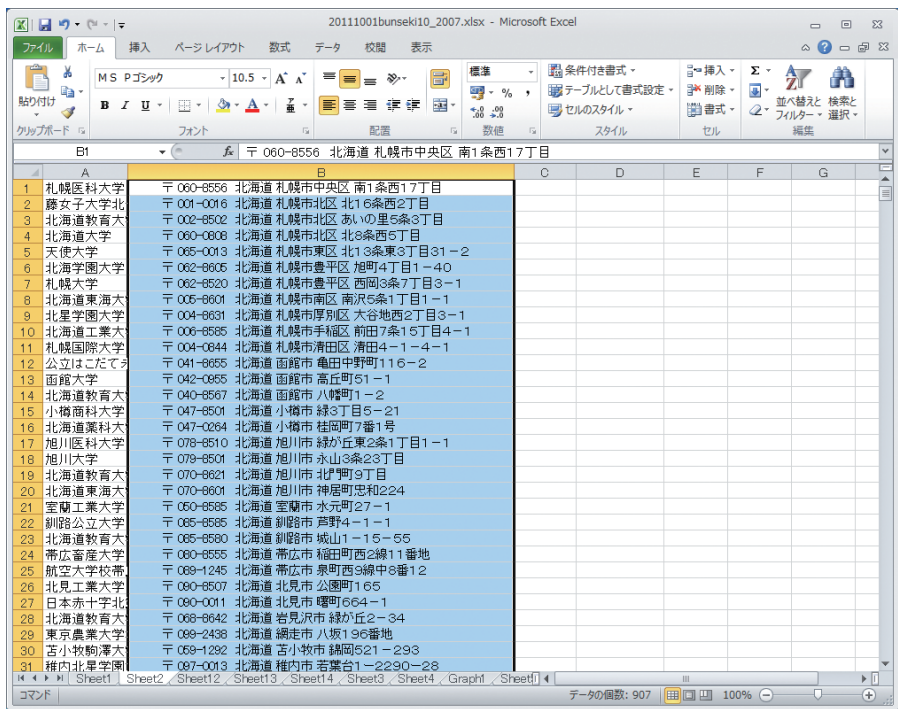 20111001bunseki10_2007.xlsx - Microsoft Excel
ファイル ホーム 挿入 ページ レイアウト 数式 データ 校閲 表示
貼り付け
ＭＳ Ｐゴシック 10.5 A A
B I U
A
標準
% ,
条件付き書式
テーブルとして書式設定
セルのスタイル
挿入
削除
書式
Σ
並べ替えと フィルター
検索と 選択
クリップボード フォント 配置 数値 スタイル セル 編集
B1 fx 〒 060-8556 北海道 札幌市中央区 南1条西17丁目
A B C D E F G
1 札幌医科大学 〒 060-8556 北海道 札幌市中央区 南1条西17丁目
2 藤女子大学北 〒 001-0016 北海道 札幌市北区 北16条西2丁目
3 北海道教育大 〒 002-8502 北海道 札幌市北区 あいの里5条3丁目
4 北海道大学 〒 060-0808 北海道 札幌市北区 北8条西5丁目
5 天使大学 〒 065-0013 北海道 札幌市東区 北13条東3丁目31－2
6 北海学園大学 〒 062-8605 北海道 札幌市豊平区 旭町4丁目1－40
7 札幌大学 〒 062-8520 北海道 札幌市豊平区 西岡3条7丁目3－1
8 北海道東海大 〒 005-8601 北海道 札幌市南区 南沢5条1丁目1－1
9 北星学園大学 〒 004-8631 北海道 札幌市厚別区 大谷地西2丁目3－1
10 北海道工業大 〒 006-8585 北海道 札幌市手稲区 前田7条15丁目4－1
11 札幌国際大学 〒 004-0844 北海道 札幌市清田区 清田4－1－4－1
12 公立はこだて 〒 041-8655 北海道 函館市 亀田中野町116－2
13 函館大学 〒 042-0955 北海道 函館市 高丘町51－1
14 北海道教育大 〒 040-8567 北海道 函館市 八幡町1－2
15 小樽商科大学 〒 047-8501 北海道 小樽市 緑3丁目5－21
16 北海道薬科大 〒 047-0264 北海道 小樽市 桂岡町7番1号
17 旭川医科大学 〒 078-8510 北海道 旭川市 緑が丘東2条1丁目1－1
18 旭川大学 〒 079-8501 北海道 旭川市 永山3条23丁目
19 北海道教育大 〒 070-8621 北海道 旭川市 北門町9丁目
20 北海道東海大 〒 070-8601 北海道 旭川市 神居町忠和224
21 室蘭工業大学 〒 050-8585 北海道 室蘭市 水元町27－1
22 釧路公立大学 〒 085-8585 北海道 釧路市 芦野4－1－1
23 北海道教育大 〒 085-8580 北海道 釧路市 城山1－15－55
24 帯広畜産大学 〒 080-8555 北海道 帯広市 稲田町西2線11番地
25 航空大学校帯 〒 089-1245 北海道 帯広市 泉町西9線中8番12
26 北見工業大学 〒 090-8507 北海道 北見市 公園町165
27 日本赤十字北 〒 090-0011 北海道 北見市 曙町664－1
28 北海道教育大 〒 068-8642 北海道 岩見沢市 緑が丘2－34
29 東京農業大学 〒 099-2438 北海道 網走市 八坂196番地
30 苫小牧駒澤大 〒 059-1292 北海道 苫小牧市 錦岡521－293
31 稚内北星学園 〒 097-0013 北海道 稚内市 若葉台1－2290－28
Sheet1 Sheet2 Sheet12 Sheet13 Sheet14 Sheet3 Sheet4 Graph1 Sheet
コマンド データの個数: 907 100%